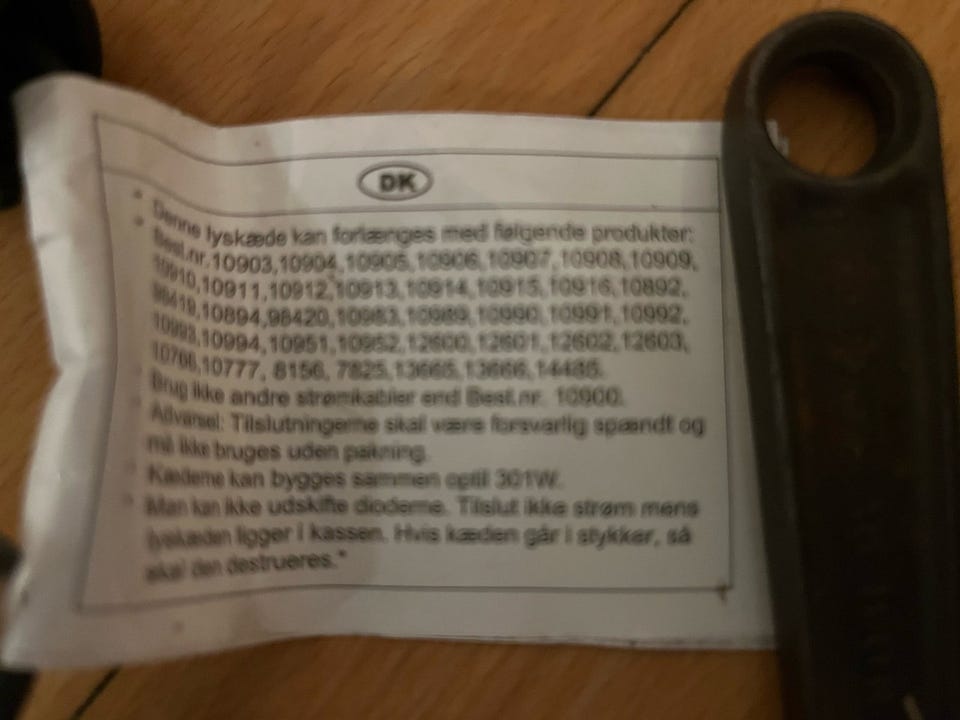 DK
Denne lyskæde kan forlænges med følgende produkter:
Best.nr.10903,10904,10905,10906,10907,10908,10909,
10910,10911,10912,10913,10914,10915,10916,10892,
98419,10894,98420,10983,10989,10990,10991,10992,
10993,10994,10951,10952,12600,12601,12602,12603,
10766,10777, 8156, 7825, 13665, 13666, 14485.
Brug ikke andre strømkabler end Best.nr. 10900.
Advarsel: Tilslutningerne skal være forsvarlig spændt og
må ikke bruges uden pakning.
Kæderne kan bygges sammen optil 301W.
Man kan ikke udskifte dioderne. Tilslut ikke strøm mens
lyskæden ligger i kassen. Hvis kæden går i stykker, så
skal den destrueres."